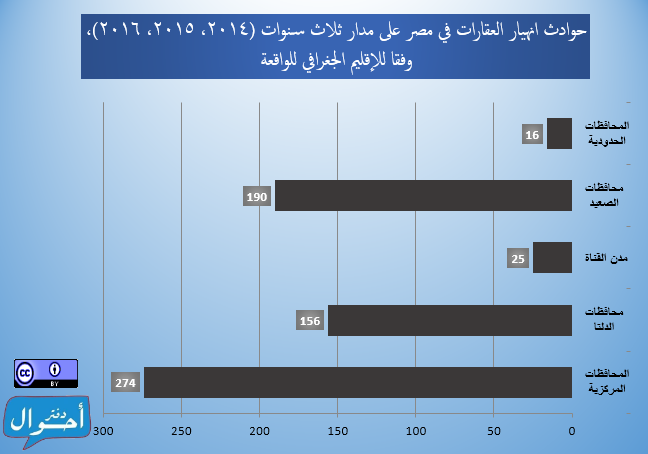 حوادث انهيار العقارات في مصر على مدار ثلاث سنوات (٢٠١٤، ٢٠١٥، ٢٠١٦)،
وفقا للإقليم الجغرافي للواقعة
المحافظات
الحدودية
16
محافظات
الصعيد
190
مدن القناة
25
محافظات
الدلتا
156
المحافظات
المركزية
274
300 250 200 150 100 50 0
cc
BY
دفتر
أحوال